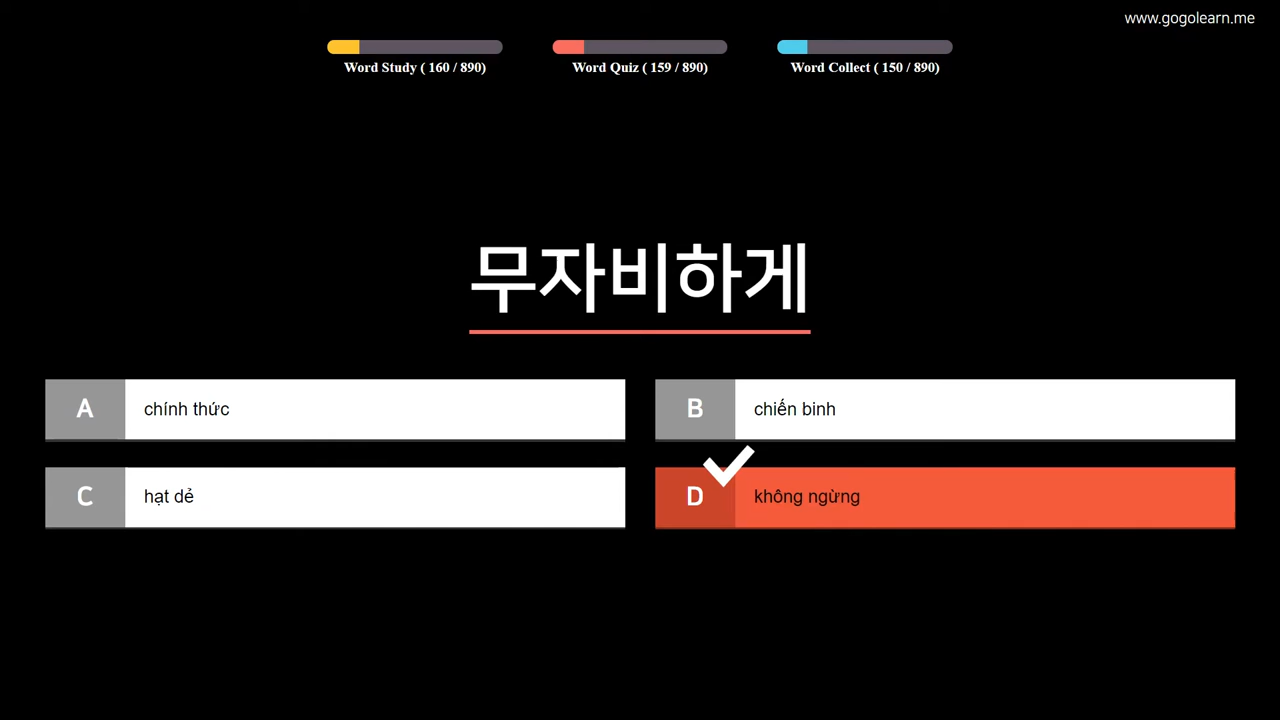 www.gogolearn.me
Word Study ( 160 / 890)
Word Quiz ( 159 / 890)
Word Collect ( 150 / 890)
무자비하게
A chính thức
B chiến binh
C hạt dẻ
D không ngừng